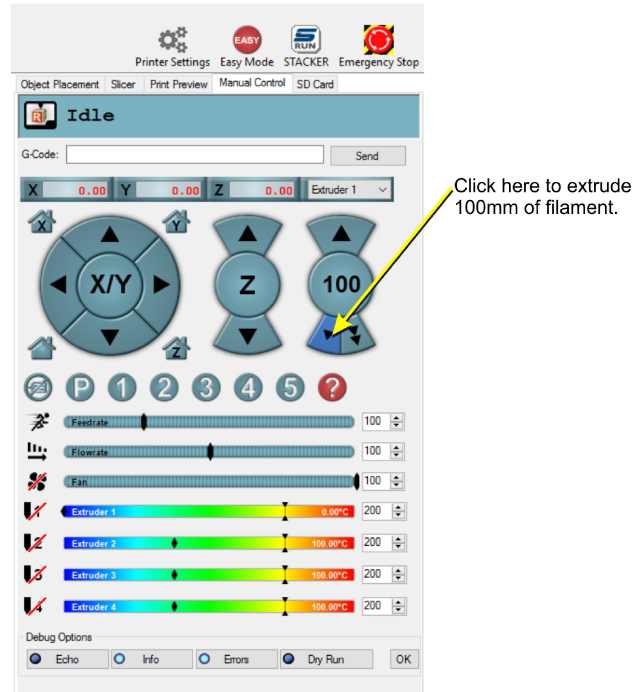 EASY
RUN
Printer Settings Easy Mode STACKER Emergency Stop
Object Placement Slicer Print Preview Manual Control SD Card
R Idle
G-Code: Send
X 0.00 Y 0.00 Z 0.00 Extruder 1
Click here to extrude
100mm of filament.
X Y
X/Y Z 100
Z
P 1 2 3 4 5 ?
Feedrate 100
Flowrate 100
Fan 100
1 Extruder 1 0.00°C 200
2 Extruder 2 100.00°C 200
3 Extruder 3 100.00°C 200
4 Extruder 4 100.00°C 200
Debug Options
Echo Info Errors Dry Run OK